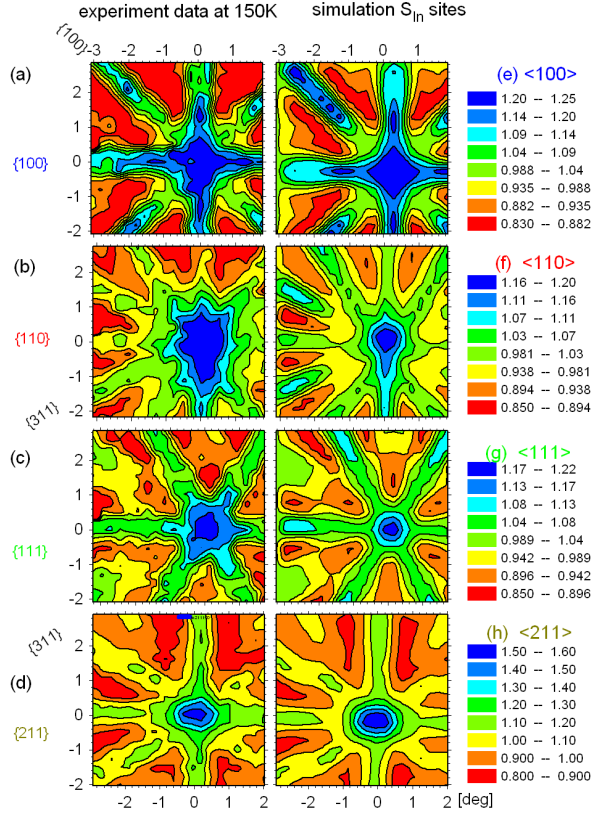 experiment data at 150K simulation S_In sites
{100}
-3 -2 -1 0 1 -3 -2 -1 0 1
(a) (e) <100>
2
1
{100} 0
-1
-2
1.20 -- 1.25
1.14 -- 1.20
1.09 -- 1.14
1.04 -- 1.09
0.988 -- 1.04
0.935 -- 0.988
0.882 -- 0.935
0.830 -- 0.882
(b) (f) <110>
2
1
{110} 0
-1
-2
{311}
1.16 -- 1.20
1.11 -- 1.16
1.07 -- 1.11
1.03 -- 1.07
0.981 -- 1.03
0.938 -- 0.981
0.894 -- 0.938
0.850 -- 0.894
(c) (g) <111>
2
1
0
{111}
-1
-2
1.17 -- 1.22
1.13 -- 1.17
1.08 -- 1.13
1.04 -- 1.08
0.989 -- 1.04
0.942 -- 0.989
0.896 -- 0.942
0.850 -- 0.896
{311} (h) <211>
2
(d) 1
0
{211}
-1
-2
1.50 -- 1.60
1.40 -- 1.50
1.30 -- 1.40
1.20 -- 1.30
1.10 -- 1.20
1.00 -- 1.10
0.900 -- 1.00
0.800 -- 0.900
-2 -1 0 1 2 -2 -1 0 1 2
[deg]